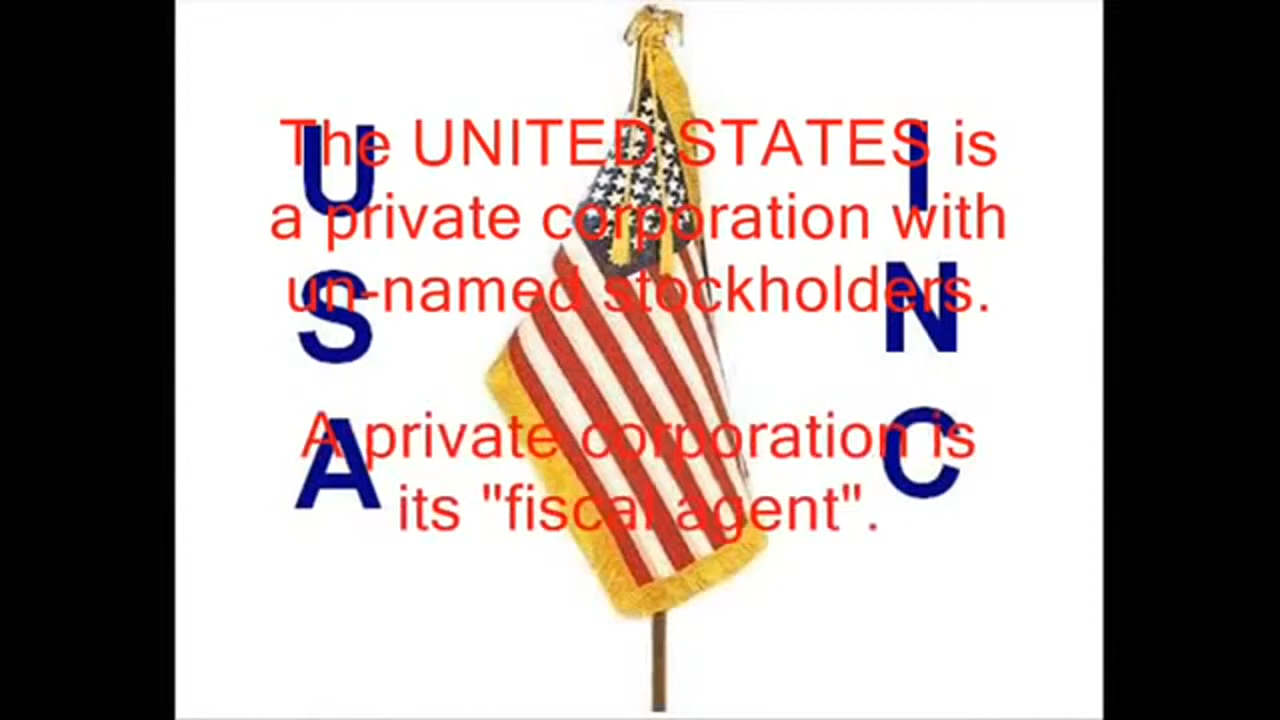 The UNITED STATES is
a private corporation with
un-named stockholders.
A private corporation is
its "fiscal agent".
U
S
A
I
N
C